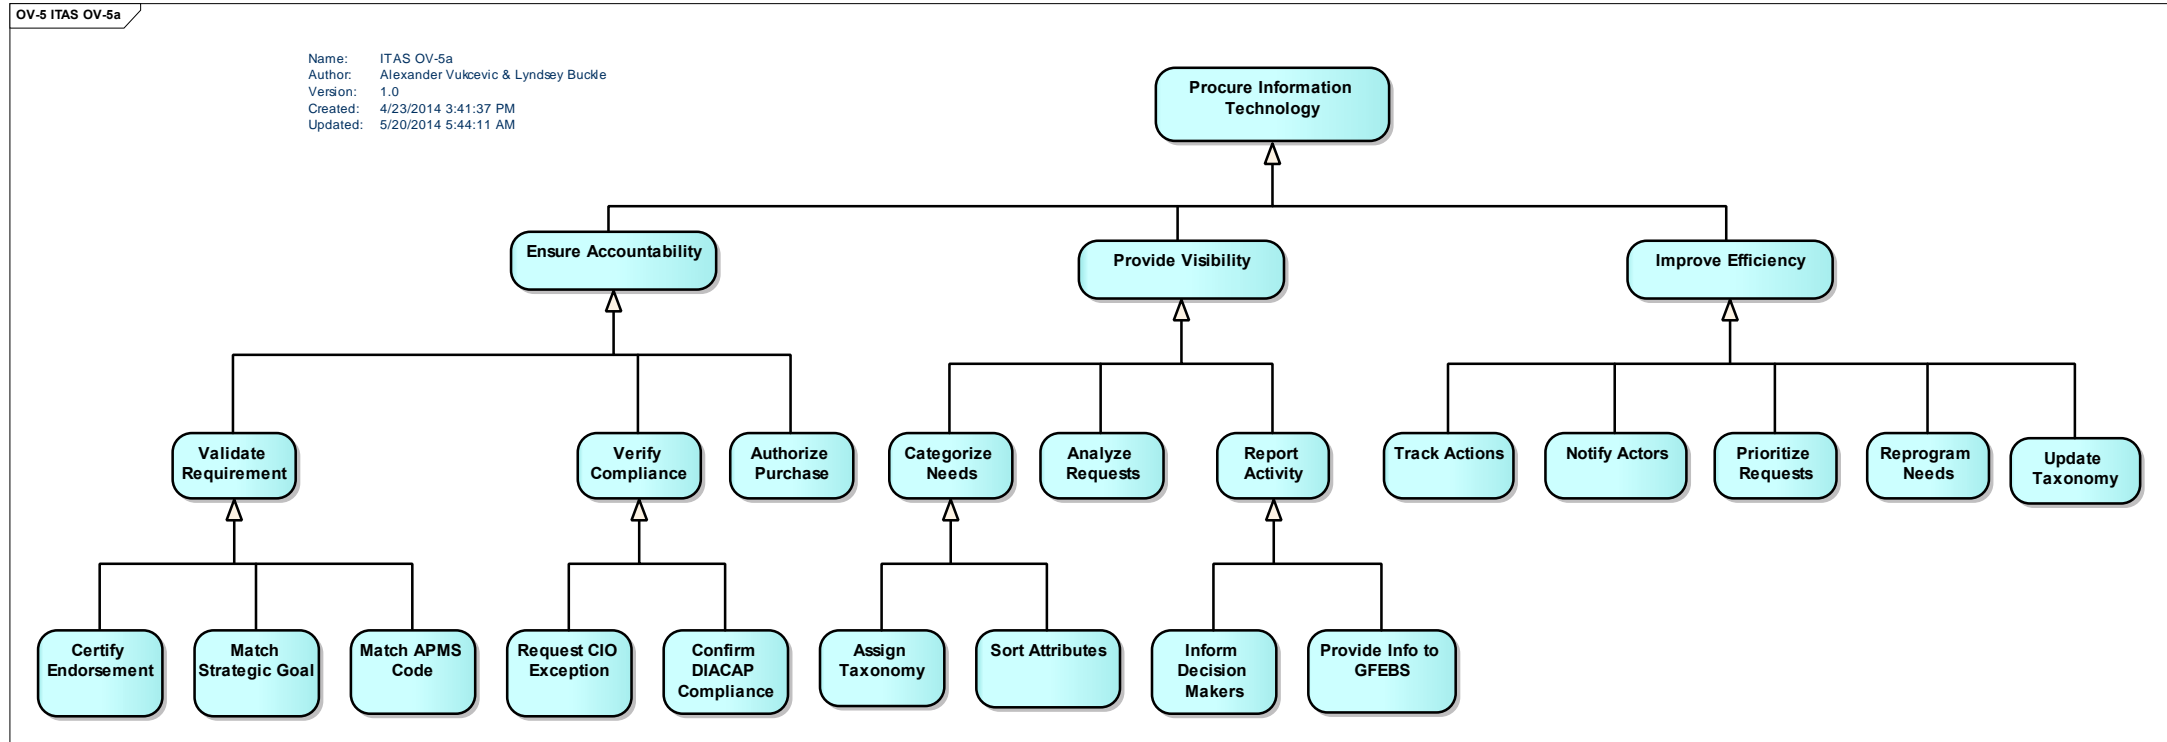 OV-5 ITAS OV-5a
Name: ITAS OV-5a
Author: Alexander Vukcevic & Lyndsey Buckle
Version: 1.0
Created: 4/23/2014 3:41:37 PM
Updated: 5/20/2014 5:44:11 AM
Procure Information
Technology
Ensure Accountability
Provide Visibility
Improve Efficiency
Validate
Requirement
Verify
Compliance
Authorize
Purchase
Categorize
Needs
Analyze
Requests
Report
Activity
Track Actions
Notify Actors
Prioritize
Requests
Reprogram
Needs
Update
Taxonomy
Certify
Endorsement
Match
Strategic Goal
Match APMS
Code
Request CIO
Exception
Confirm
DIACAP
Compliance
Assign
Taxonomy
Sort Attributes
Inform
Decision
Makers
Provide Info to
GFEBS